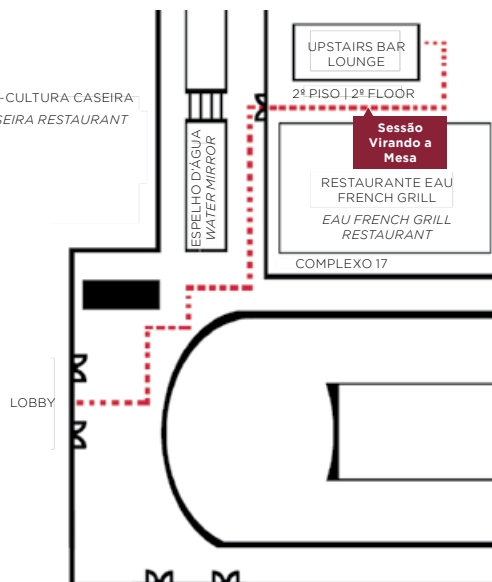 UPSTAIRS BAR
LOUNGE
2º PISO | 2º FLOOR
Sessão
Virando a
Mesa
RESTAURANTE EAU
FRENCH GRILL
EAU FRENCH GRILL
RESTAURANT
COMPLEXO 17
-CULTURA CASEIRA
SEIRA RESTAURANT
ESPELHO D'ÁGUA
WATER MIRROR
LOBBY